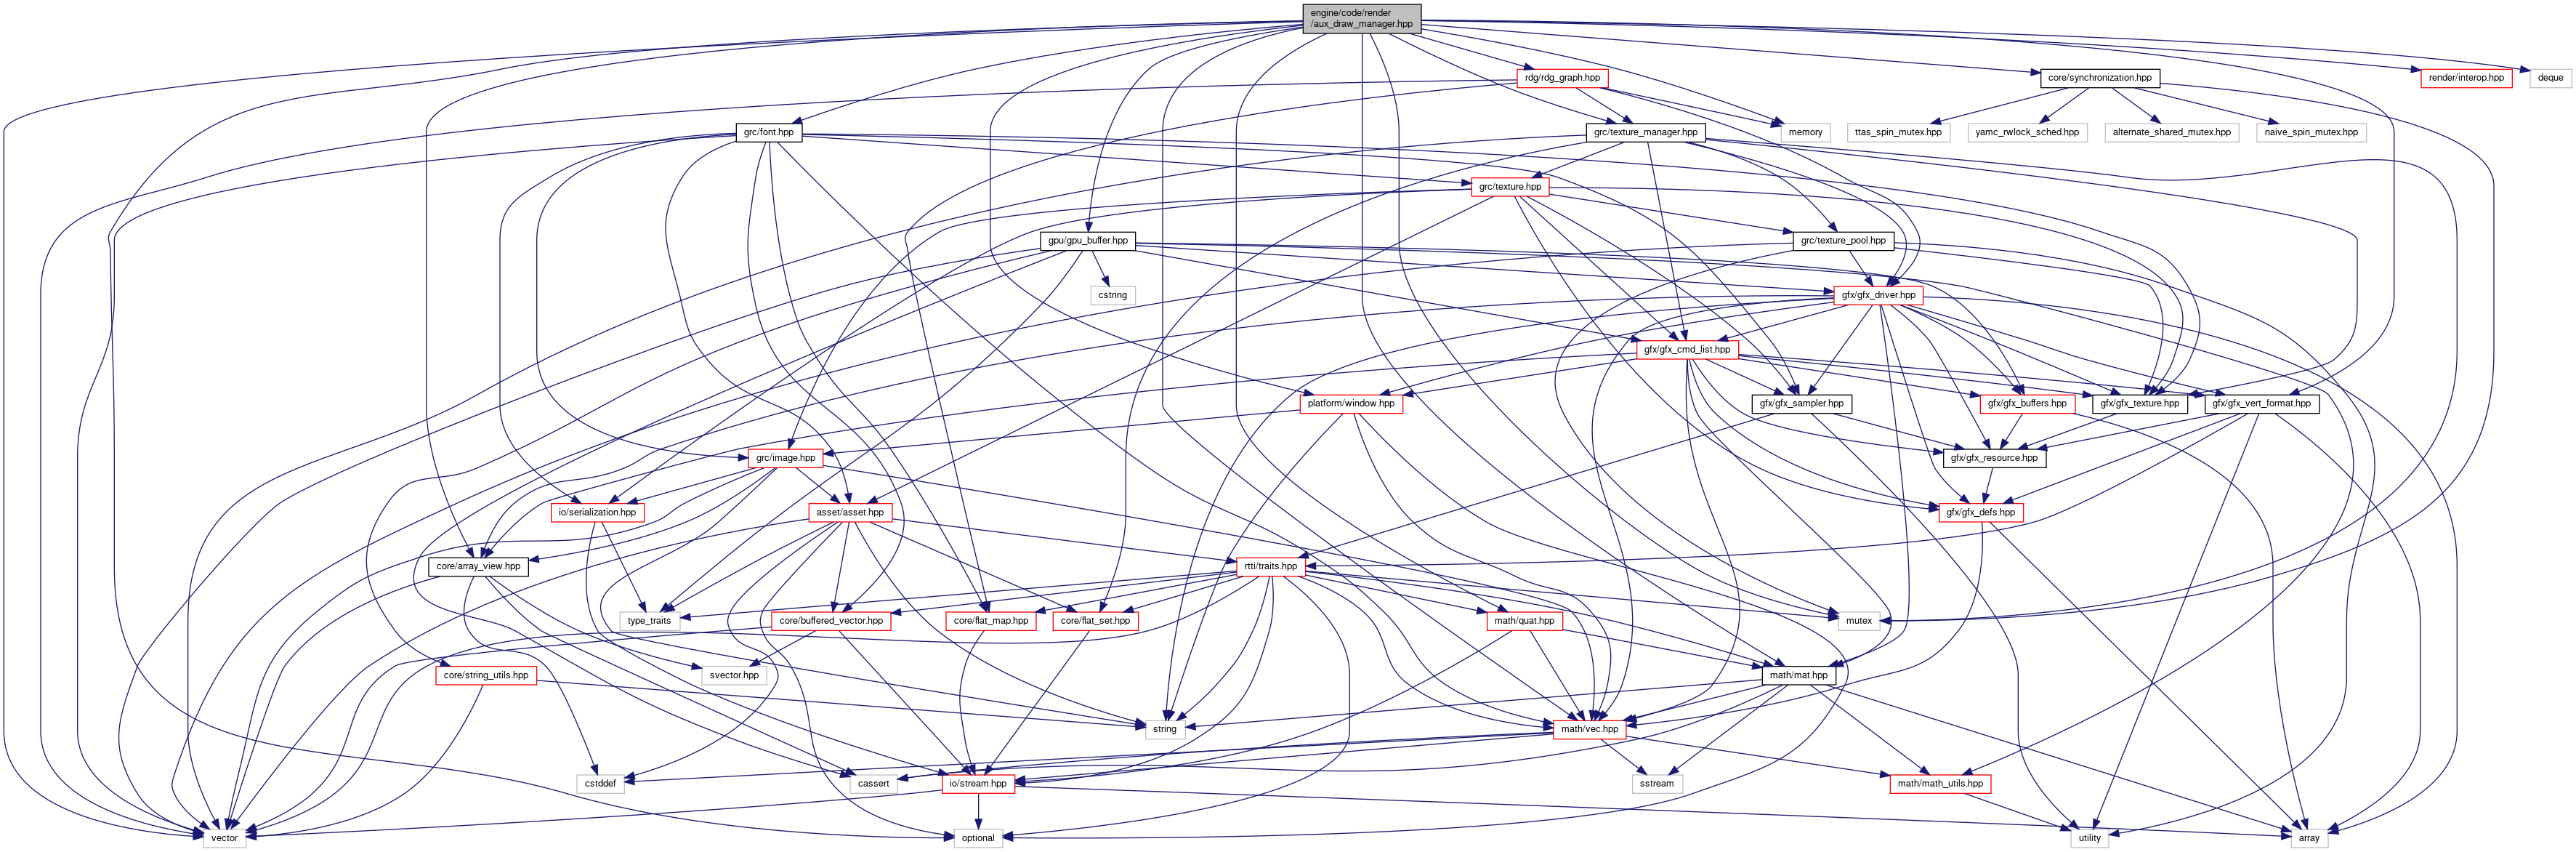 engine/code/render
/aux_draw_manager.hpp
rdg/rdg_graph.hpp
core/synchronization.hpp
render/interop.hpp
deque
grc/font.hpp
grc/texture_manager.hpp
memory
ttas_spin_mutex.hpp
yamc_rwlock_sched.hpp
alternate_shared_mutex.hpp
naive_spin_mutex.hpp
grc/texture.hpp
gpu/gpu_buffer.hpp
grc/texture_pool.hpp
cstring
gfx/gfx_driver.hpp
gfx/gfx_cmd_list.hpp
platform/window.hpp
gfx/gfx_sampler.hpp
gfx/gfx_buffers.hpp
gfx/gfx_texture.hpp
gfx/gfx_vert_format.hpp
grc/image.hpp
gfx/gfx_resource.hpp
io/serialization.hpp
asset/asset.hpp
gfx/gfx_defs.hpp
core/array_view.hpp
rtti/traits.hpp
type_traits
core/buffered_vector.hpp
core/flat_map.hpp
core/flat_set.hpp
math/quat.hpp
mutex
core/string_utils.hpp
svector.hpp
math/mat.hpp
string
math/vec.hpp
cstddef
cassert
io/stream.hpp
sstream
math/math_utils.hpp
vector
optional
utility
array